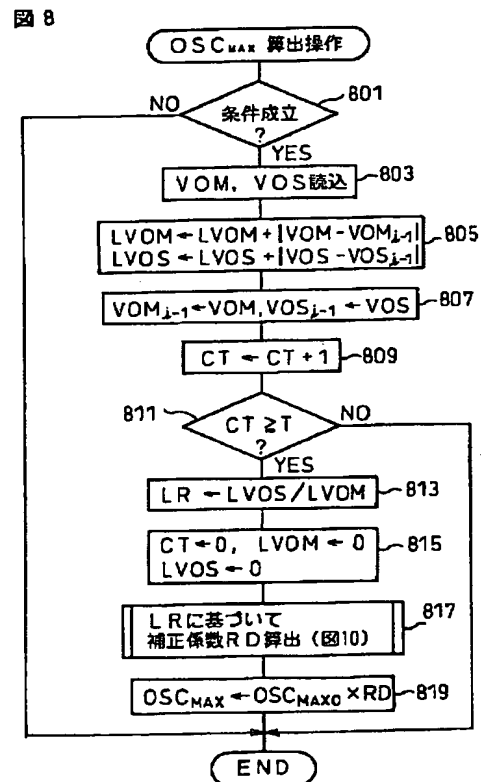 図 8
OSCMAX 算出操作
801
NO
条件成立
?
YES
VOM, VOS読込
803
LVOM←LVOM+|VOM-VOMi-1|
LVOS←LVOS+|VOS-VOSi-1|
805
VOMi-1←VOM,VOSi-1←VOS
807
CT←CT+1
809
811
CT≧T
?
NO
YES
LR←LVOS/LVOM
813
CT←0, LVOM←0
LVOS←0
815
LRに基づいて
補正係数RD算出 (図10)
817
OSCMAX←OSCMAX0×RD
819
END